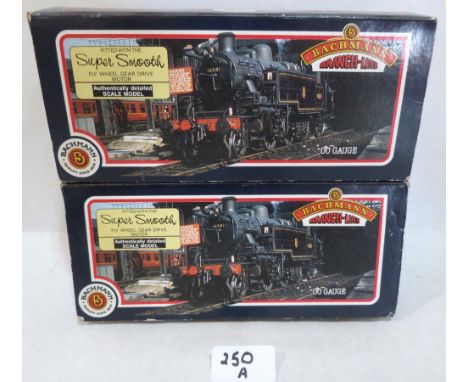 FITTED WITH THE
Super Smooth
FLY WHEEL GEAR DRIVE
MOTOR
Authentically detailed
SCALE MODEL
BACHMANN
BRANCH-LINE
BACHMANN
OO GAUGE
FITTED WITH THE
Super Smooth
FLY WHEEL GEAR DRIVE
MOTOR
Authentically detailed
SCALE MODEL
BACHMANN
BRANCH-LINE
BACHMANN
OO GAUGE
250
A